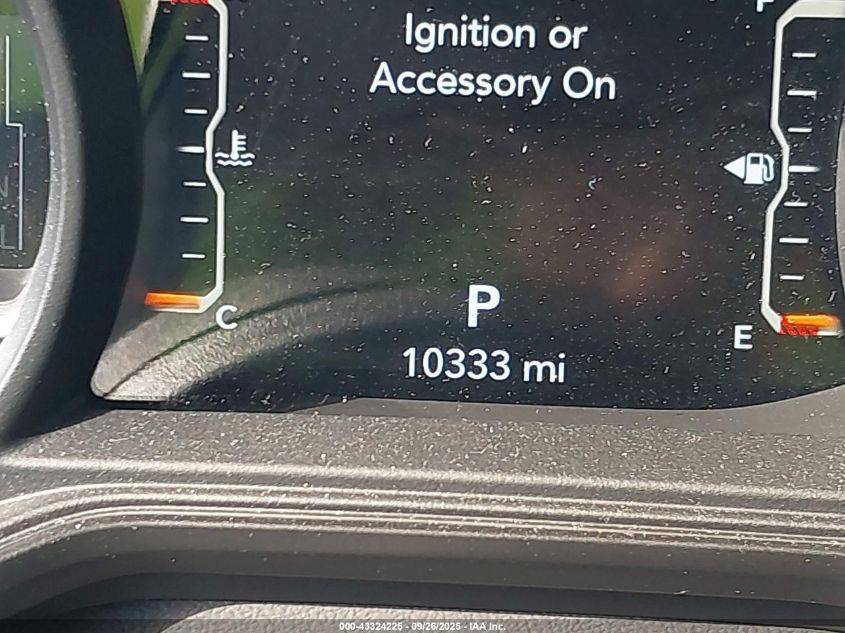 Ignition or
Accessory On
C
E
P
10333 mi
000-43324225 - 09/26/2025 - IAA Inc.